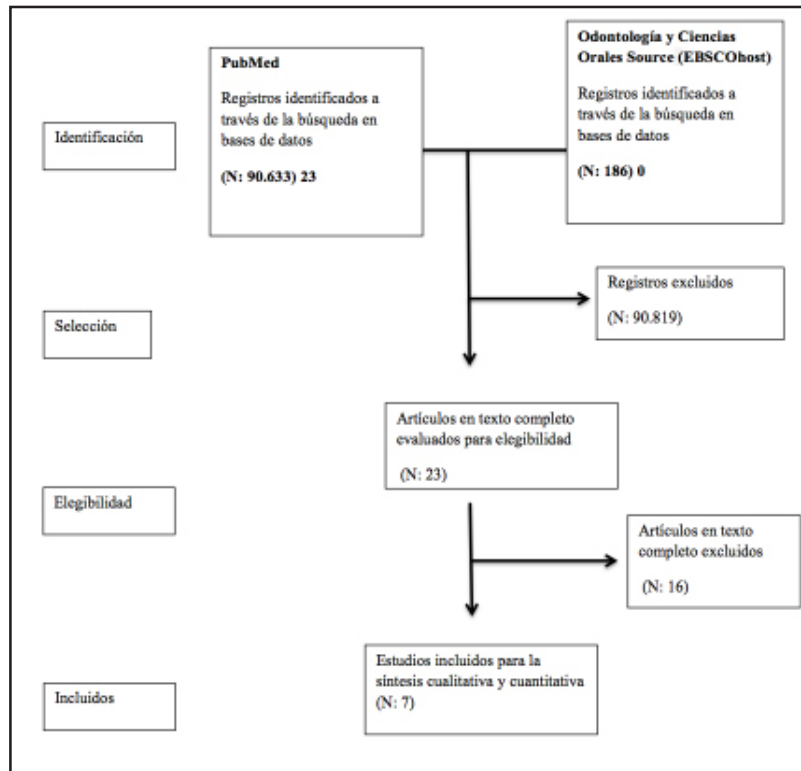 PubMed
Registros identificados a
través de la búsqueda en
bases de datos
(N: 90.633) 23
Odontología y Ciencias
Orales Source (EBSCOhost)
Registros identificados a
través de la búsqueda en
bases de datos
(N: 186) 0
Identificación
Registros excluidos
(N: 90.819)
Selección
Artículos en texto completo
evaluados para elegibilidad
(N: 23)
Elegibilidad
Artículos en texto
completo excluidos
(N: 16)
Estudios incluidos para la
síntesis cualitativa y cuantitativa
(N: 7)
Incluidos